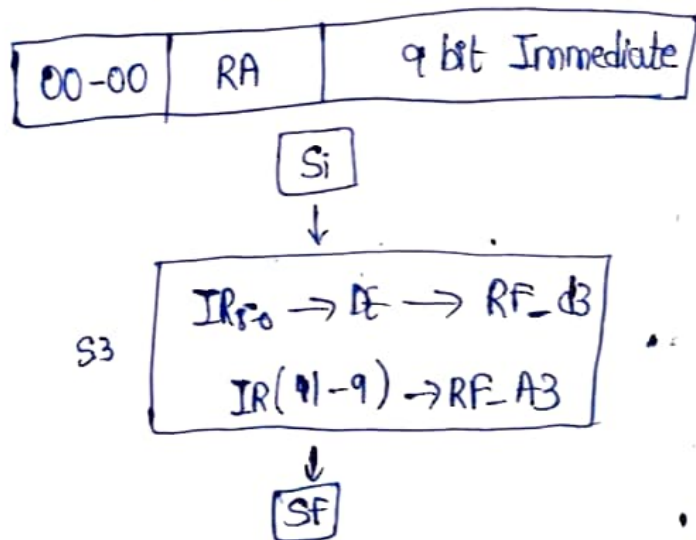 00-00 RA 9 bit Immediate
Si
S3
IR8-0 → DE → RF_d3
IR(11-9) → RF_A3
Sf